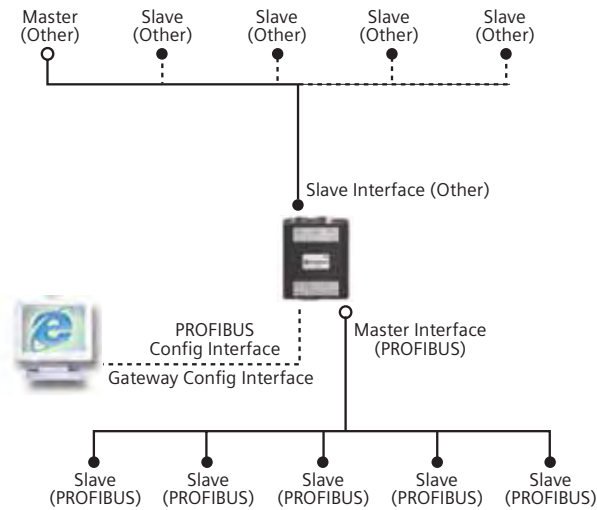 Master
(Other)
Slave
(Other)
Slave
(Other)
Slave
(Other)
Slave
(Other)
Slave Interface (Other)
PROFIBUS
Config Interface
Gateway Config Interface
Master Interface
(PROFIBUS)
Slave
(PROFIBUS)
Slave
(PROFIBUS)
Slave
(PROFIBUS)
Slave
(PROFIBUS)
Slave
(PROFIBUS)